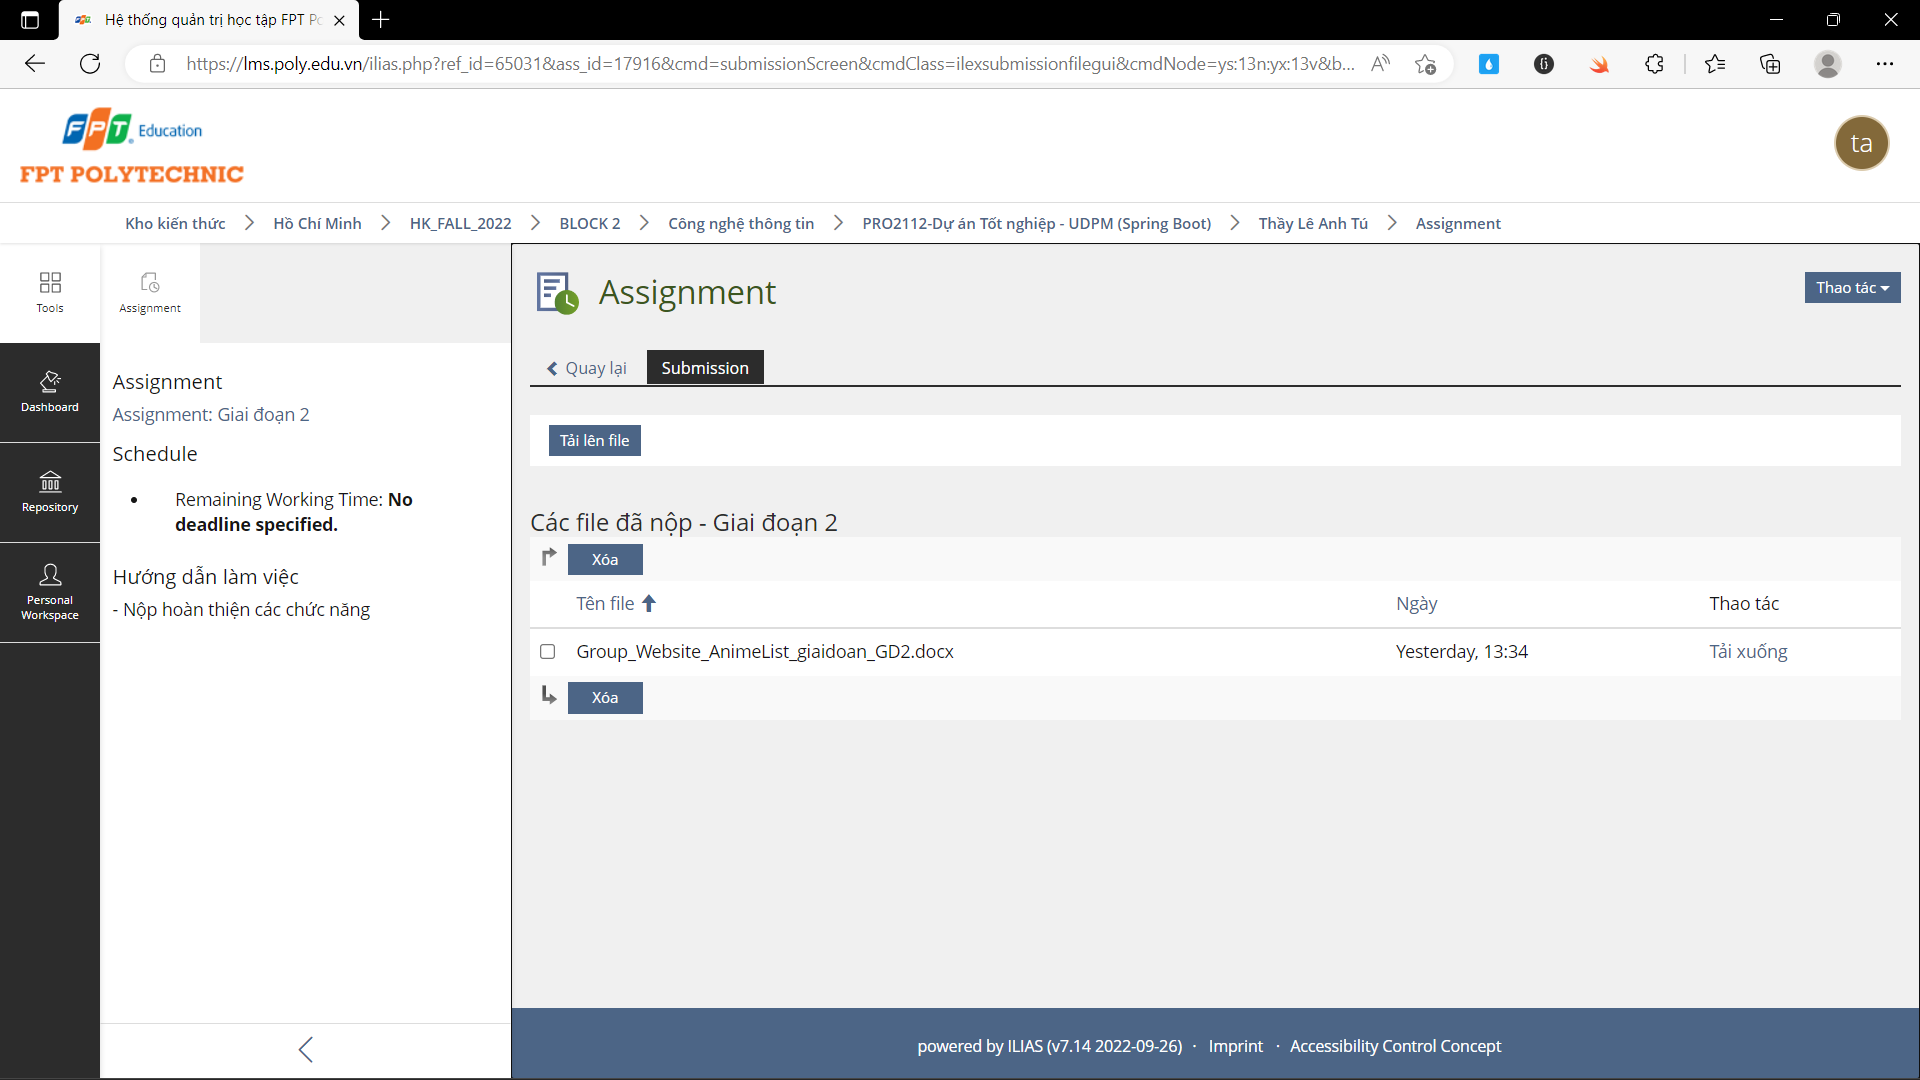 Hệ thống quản trị học tập FPT Po
https://lms.poly.edu.vn/ilias.php?ref_id=65031&ass_id=17916&cmd=submissionScreen&cmdClass=ilexsubmissionfilegui&cmdNode=ys:13n:yx:13v&b...
FPT Education
FPT POLYTECHNIC
ta
Kho kiến thức > Hồ Chí Minh > HK_FALL_2022 > BLOCK 2 > Công nghệ thông tin > PRO2112-Dự án Tốt nghiệp - UDPM (Spring Boot) > Thầy Lê Anh Tú > Assignment
Tools
Assignment
Dashboard
Repository
Personal
Workspace
Assignment
Assignment: Giai đoạn 2
Schedule
• Remaining Working Time: No
deadline specified.
Hướng dẫn làm việc
- Nộp hoàn thiện các chức năng
Assignment
Thao tác
Quay lại
Submission
Tải lên file
Các file đã nộp - Giai đoạn 2
Xóa
Tên file
Ngày
Thao tác
Group_Website_AnimeList_giaidoan_GD2.docx
Yesterday, 13:34
Tải xuống
Xóa
powered by ILIAS (v7.14 2022-09-26) · Imprint · Accessibility Control Concept